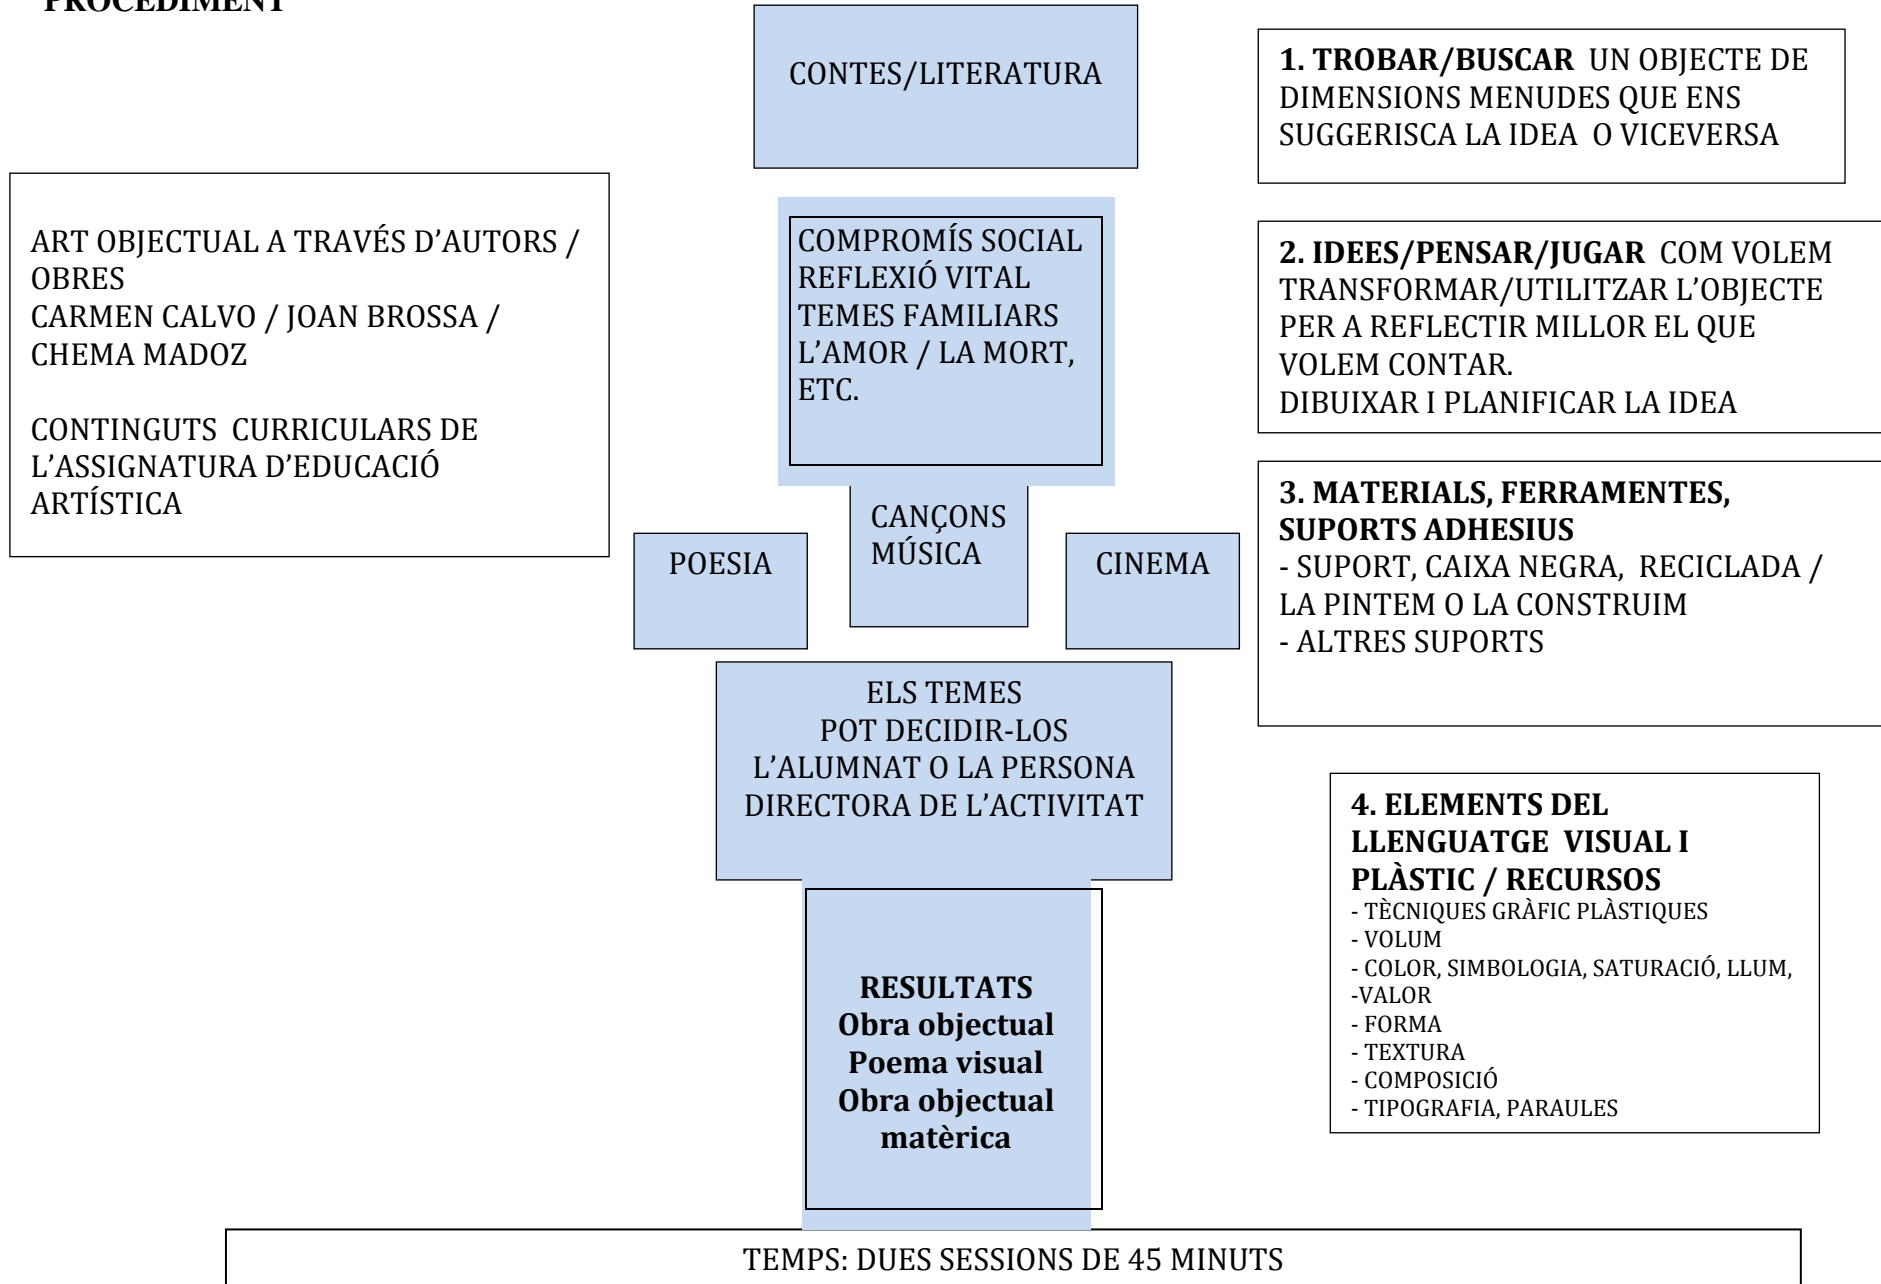 PROCEDIMENT
CONTES/LITERATURA
1. TROBAR/BUSCAR UN OBJECTE DE
DIMENSIONS MENUDES QUE ENS
SUGGERISCA LA IDEA O VICEVERSA
ART OBJECTUAL A TRAVÉS D’AUTORS /
OBRES
CARMEN CALVO / JOAN BROSSA /
CHEMA MADOZ
CONTINGUTS CURRICULARS DE
L’ASSIGNATURA D’EDUCACIÓ
ARTÍSTICA
COMPROMÍS SOCIAL
REFLEXIÓ VITAL
TEMES FAMILIARS
L’AMOR / LA MORT,
ETC.
2. IDEES/PENSAR/JUGAR COM VOLEM
TRANSFORMAR/UTILITZAR L’OBJECTE
PER A REFLECTIR MILLOR EL QUE
VOLEM CONTAR.
DIBUIXAR I PLANIFICAR LA IDEA
POESIA
CANÇONS
MÚSICA
CINEMA
3. MATERIALS, FERRAMENTES,
SUPORTS ADHESIUS
- SUPORT, CAIXA NEGRA, RECICLADA /
LA PINTEM O LA CONSTRUIM
- ALTRES SUPORTS
ELS TEMES
POT DECIDIR-LOS
L’ALUMNAT O LA PERSONA
DIRECTORA DE L’ACTIVITAT
4. ELEMENTS DEL
LLENGUATGE VISUAL I
PLÀSTIC / RECURSOS
- TÈCNIQUES GRÀFIC PLÀSTIQUES
- VOLUM
- COLOR, SIMBOLOGIA, SATURACIÓ, LLUM,
-VALOR
- FORMA
- TEXTURA
- COMPOSICIÓ
- TIPOGRAFIA, PARAULES
RESULTATS
Obra objectual
Poema visual
Obra objectual
matèrica
TEMPS: DUES SESSIONS DE 45 MINUTS